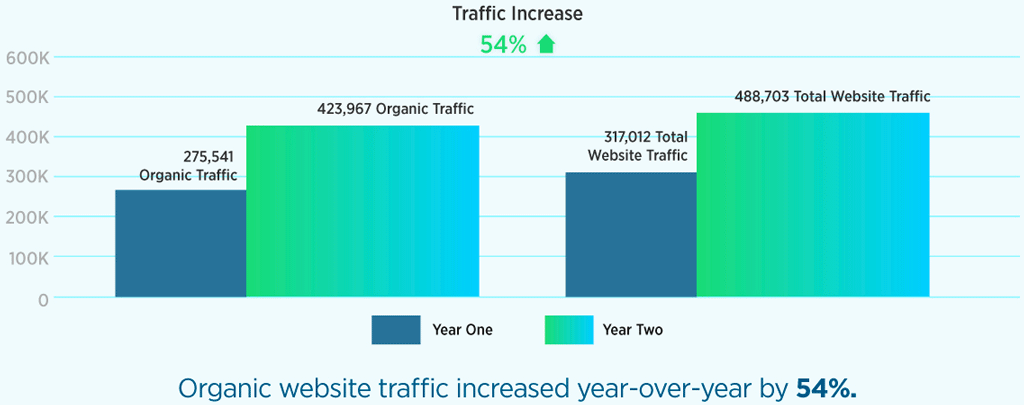 Traffic Increase
54%
600K
500K
400K
300K
200K
100K
0
275,541
Organic Traffic
423,967 Organic Traffic
317,012 Total
Website Traffic
488,703 Total Website Traffic
Year One
Year Two
Organic website traffic increased year-over-year by 54%.